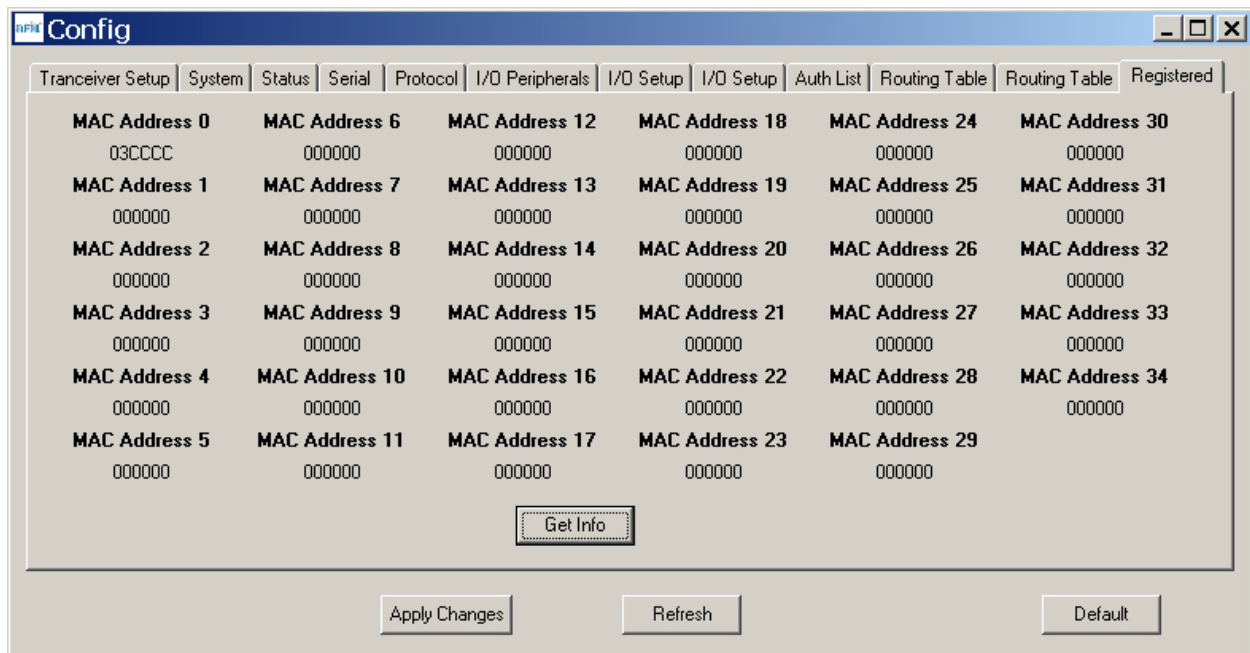 Config
Tranceiver Setup System Status Serial Protocol I/O Peripherals I/O Setup I/O Setup Auth List Routing Table Routing Table Registered
MAC Address 0 MAC Address 6 MAC Address 12 MAC Address 18 MAC Address 24 MAC Address 30
03CCCC 000000 000000 000000 000000 000000
MAC Address 1 MAC Address 7 MAC Address 13 MAC Address 19 MAC Address 25 MAC Address 31
000000 000000 000000 000000 000000 000000
MAC Address 2 MAC Address 8 MAC Address 14 MAC Address 20 MAC Address 26 MAC Address 32
000000 000000 000000 000000 000000 000000
MAC Address 3 MAC Address 9 MAC Address 15 MAC Address 21 MAC Address 27 MAC Address 33
000000 000000 000000 000000 000000 000000
MAC Address 4 MAC Address 10 MAC Address 16 MAC Address 22 MAC Address 28 MAC Address 34
000000 000000 000000 000000 000000 000000
MAC Address 5 MAC Address 11 MAC Address 17 MAC Address 23 MAC Address 29
000000 000000 000000 000000 000000
Get Info
Apply Changes Refresh Default